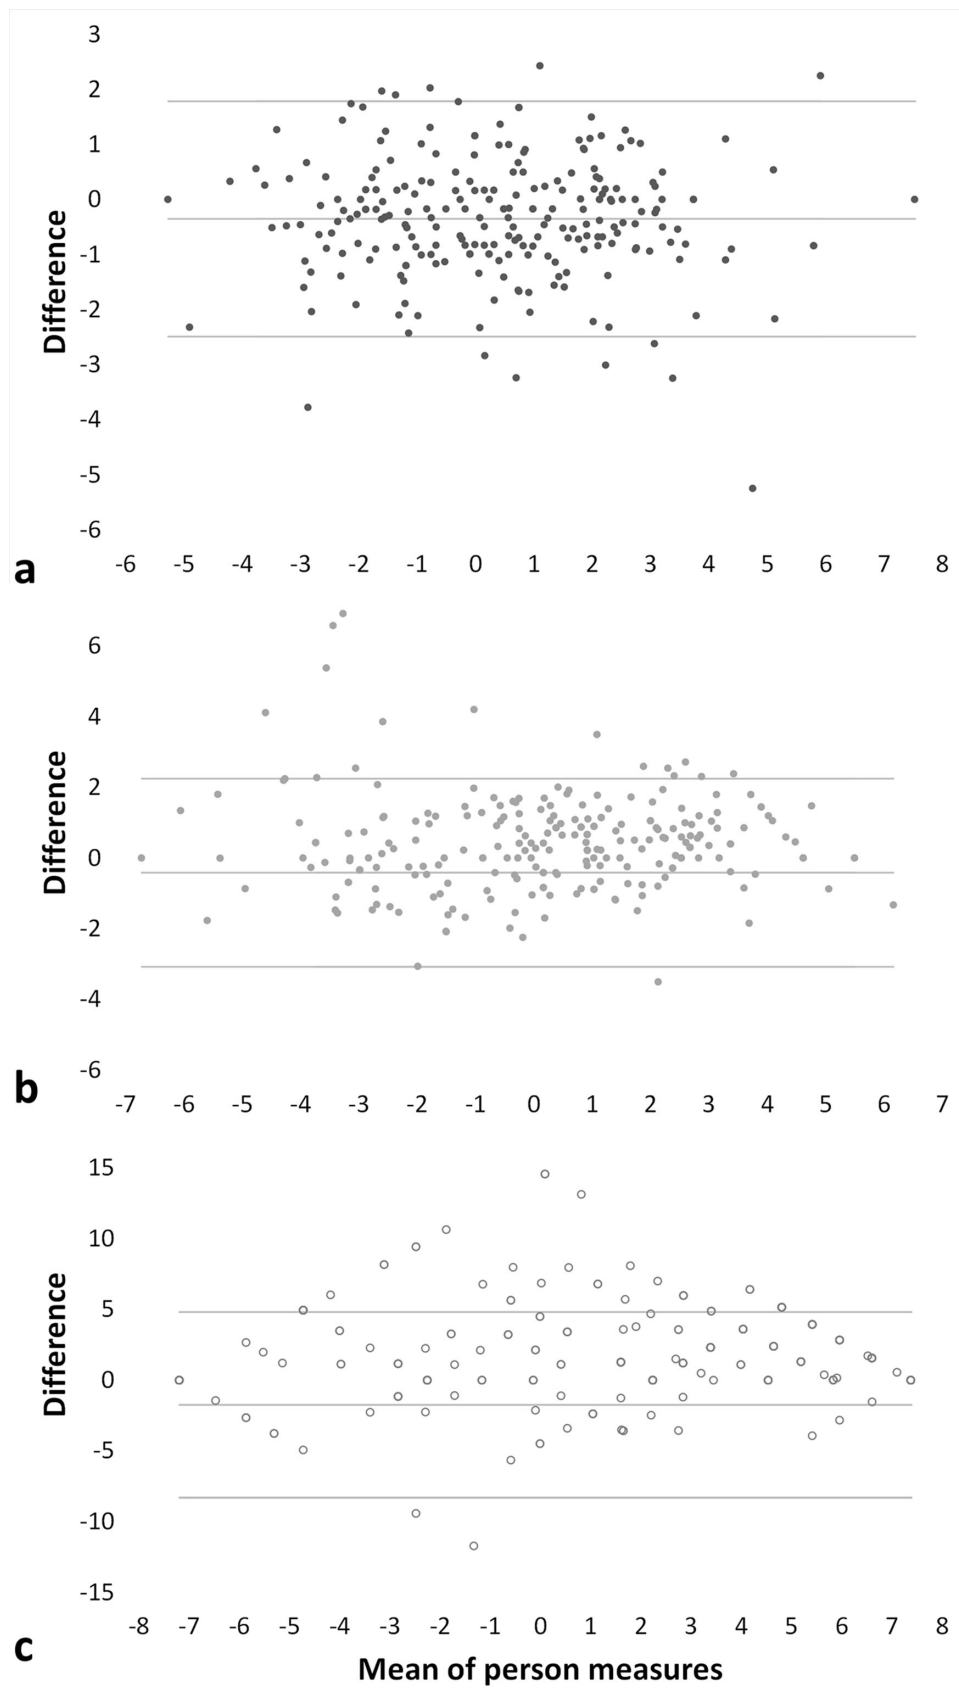 3
2
1
0
-1
-2
-3
-4
-5
-6
Difference
-6 -5 -4 -3 -2 -1 0 1 2 3 4 5 6 7 8
a
6
4
2
0
-2
-4
-6
Difference
-7 -6 -5 -4 -3 -2 -1 0 1 2 3 4 5 6 7
b
15
10
5
0
-5
-10
-15
Difference
-8 -7 -6 -5 -4 -3 -2 -1 0 1 2 3 4 5 6 7 8
c
Mean of person measures